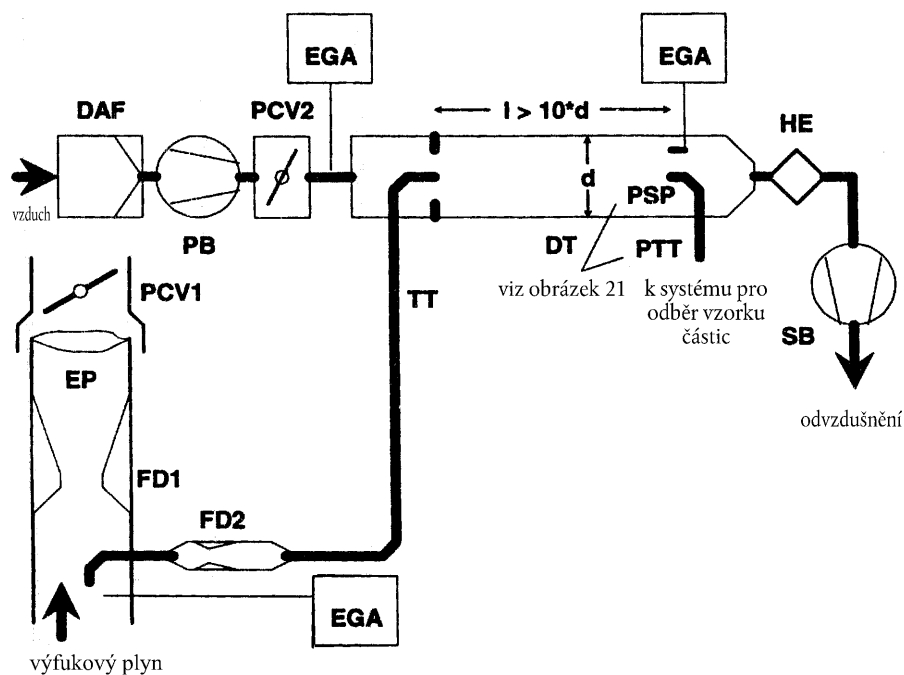 EGA
EGA
DAF
PCV2
l > 10*d
HE
vzduch
d
PSP
PB
DT
PTT
PCV1
TT
viz obrázek 21
k systému pro
odběr vzorku
částic
SB
EP
odvzdušnění
FD1
FD2
EGA
výfukový plyn